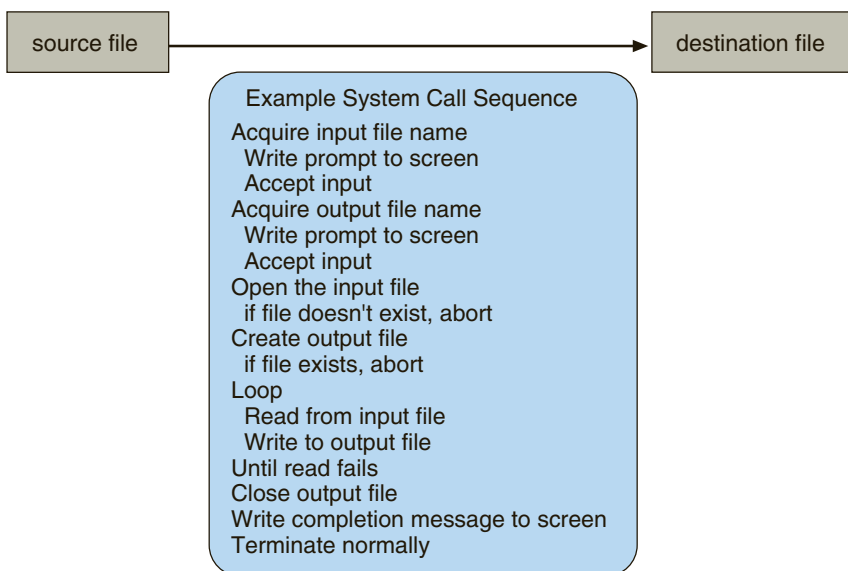 source file
destination file
Example System Call Sequence
Acquire input file name
Write prompt to screen
Accept input
Acquire output file name
Write prompt to screen
Accept input
Open the input file
if file doesn't exist, abort
Create output file
if file exists, abort
Loop
Read from input file
Write to output file
Until read fails
Close output file
Write completion message to screen
Terminate normally